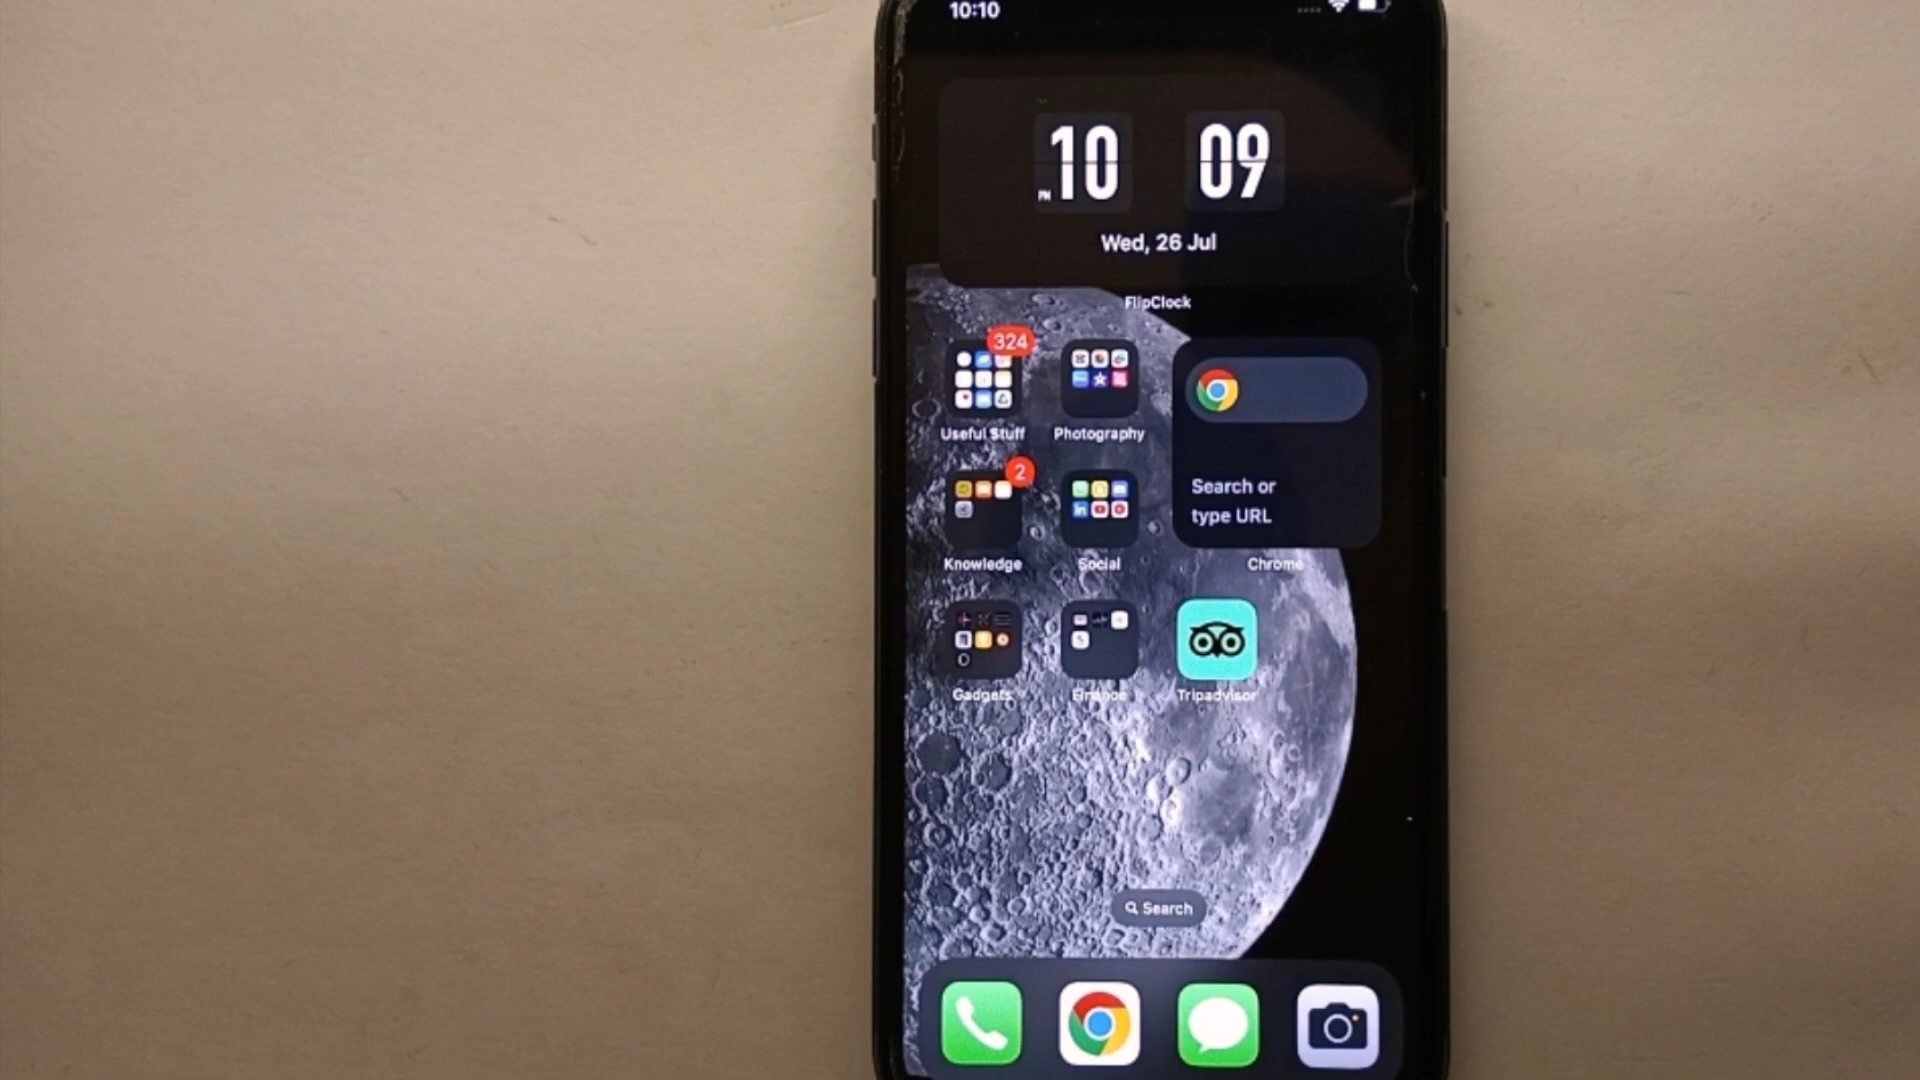 10:10
10 09
PM
Wed, 26 Jul
FlipClock
324
Useful Stuff Photography
2
Search or
type URL
Knowledge Social Chrome
Gadgets Finance Tripadvisor
Search